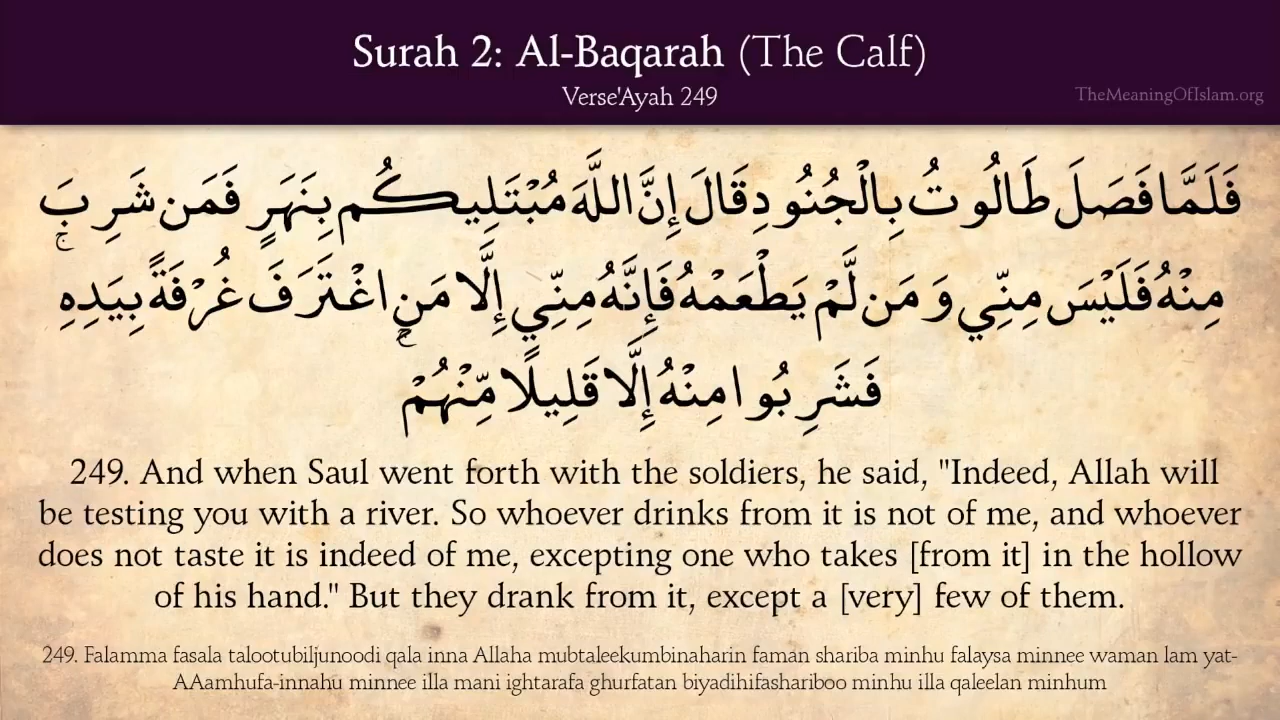 Surah 2: Al-Baqarah (The Calf)
Verse'Ayah 249
TheMeaningOfIslam.org
فَلَمَّا فَصَلَ طَالُوتُ بِالْجُنُودِ قَالَ إِنَّ اللَّهَ مُبْتَلِيكُم بِنَهَرٍ فَمَن شَرِبَ
مِنْهُ فَلَيْسَ مِنِّي وَمَن لَّمْ يَطْعَمْهُ فَإِنَّهُ مِنِّي إِلَّا مَنِ اغْتَرَفَ غُرْفَةً بِيَدِهِ ۚ
فَشَرِبُوا مِنْهُ إِلَّا قَلِيلًا مِّنْهُمْ ۚ
249. And when Saul went forth with the soldiers, he said, "Indeed, Allah will
be testing you with a river. So whoever drinks from it is not of me, and whoever
does not taste it is indeed of me, excepting one who takes [from it] in the hollow
of his hand." But they drank from it, except a [very] few of them.
249. Falamma fasala talootubiljunoodi qala inna Allaha mubtaleekumbinaharin faman shariba minhu falaysa minnee waman lam yat-
AAamhufa-innahu minnee illa mani ightarafa ghurfatan biyadihifashariboo minhu illa qaleelan minhum